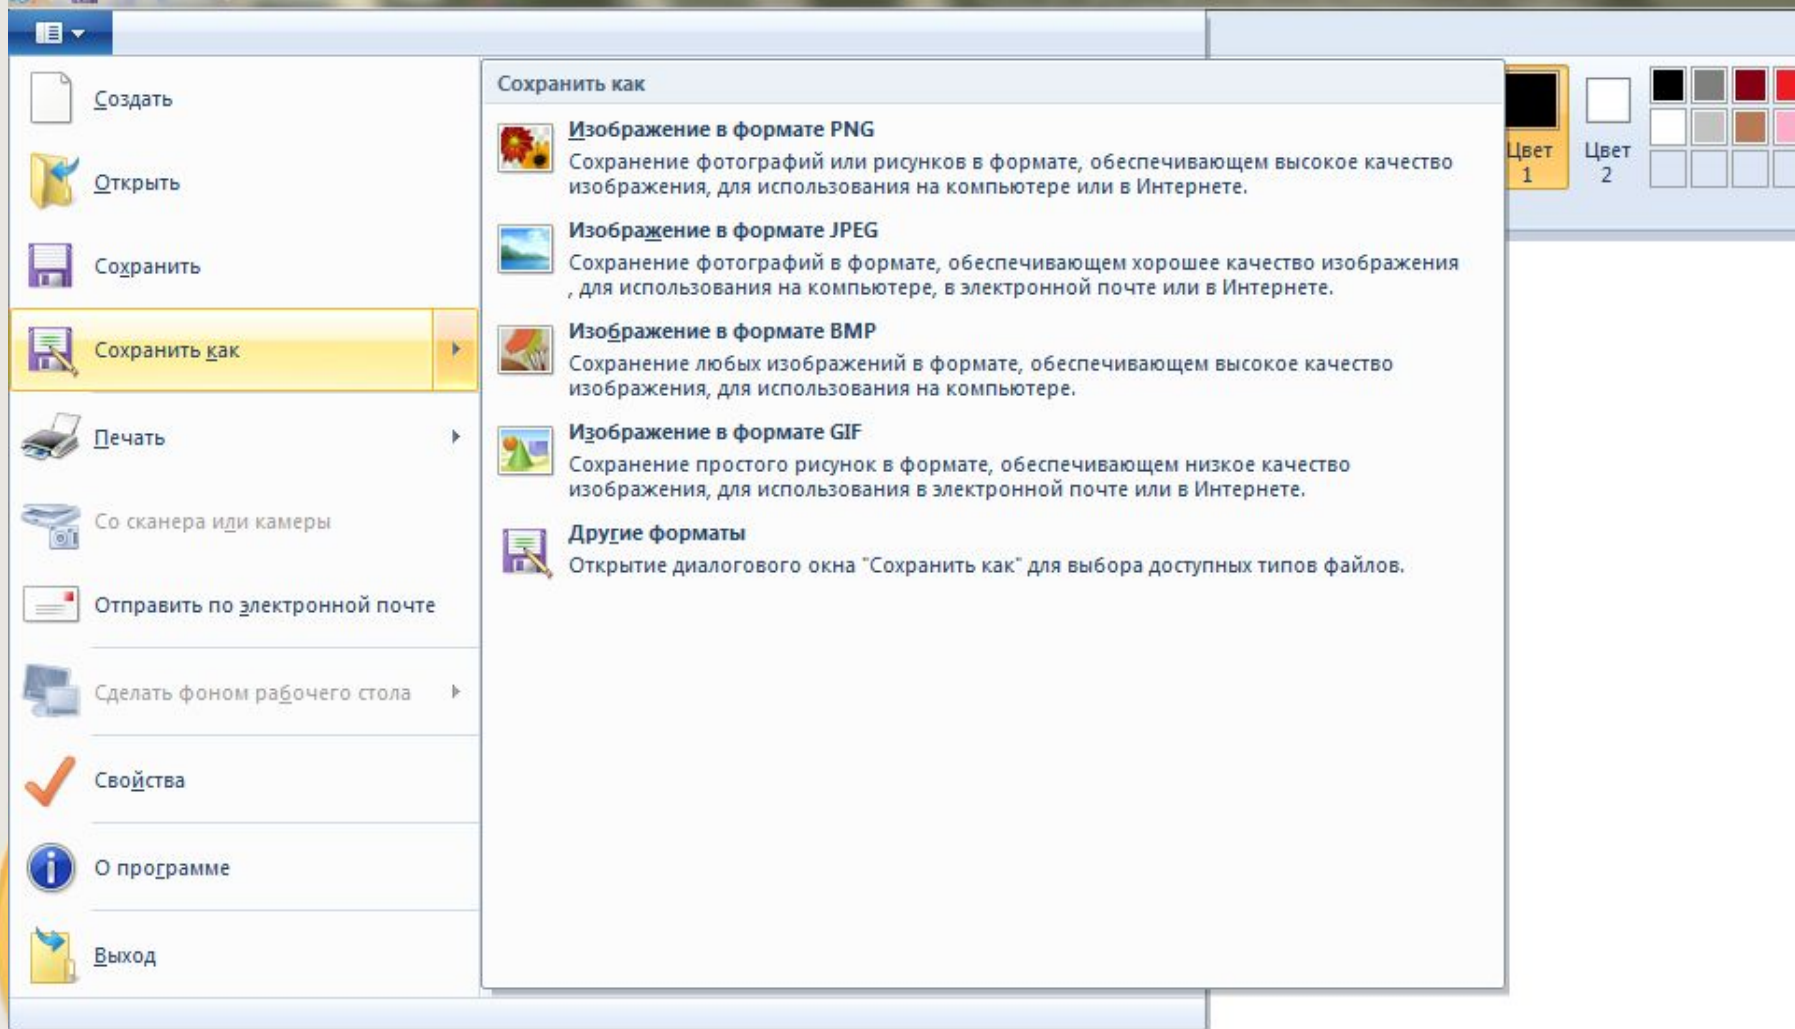 Создать
Открыть
Сохранить
Сохранить как
Печать
Со сканера или камеры
Отправить по электронной почте
Сделать фоном рабочего стола
Свойства
О программе
Выход
Сохранить как
Изображение в формате PNG
Сохранение фотографий или рисунков в формате, обеспечивающем высокое качество
изображения, для использования на компьютере или в Интернете.
Изображение в формате JPEG
Сохранение фотографий в формате, обеспечивающем хорошее качество изображения
, для использования на компьютере, в электронной почте или в Интернете.
Изображение в формате BMP
Сохранение любых изображений в формате, обеспечивающем высокое качество
изображения, для использования на компьютере.
Изображение в формате GIF
Сохранение простого рисунок в формате, обеспечивающем низкое качество
изображения, для использования в электронной почте или в Интернете.
Другие форматы
Открытие диалогового окна "Сохранить как" для выбора доступных типов файлов.
Цвет
1
Цвет
2